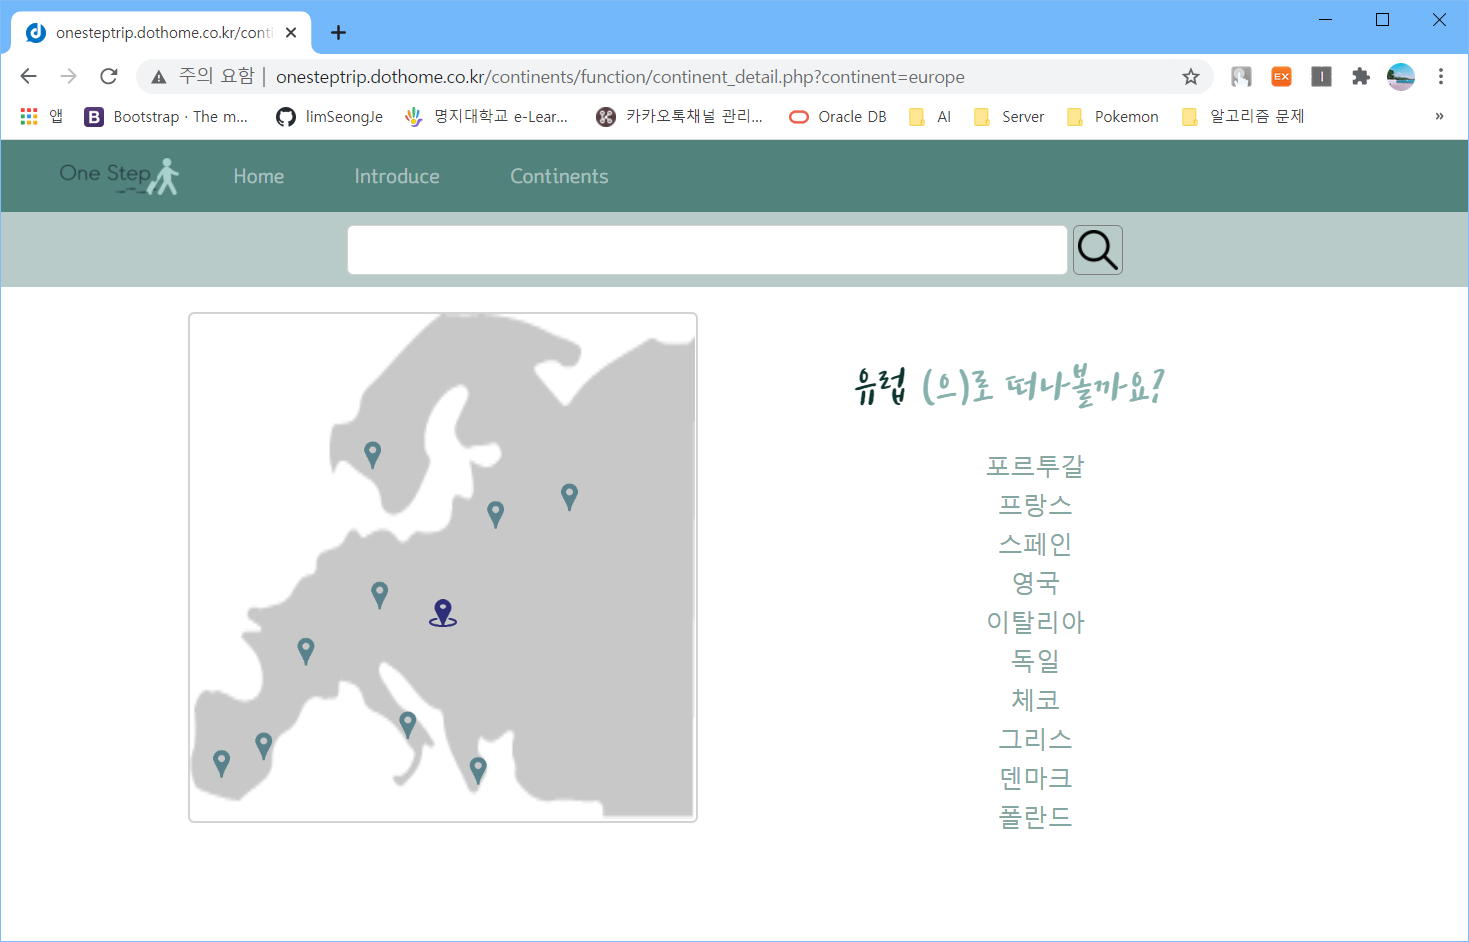 onesteptrip.dothome.co.kr/conti
주의 요함 | onesteptrip.dothome.co.kr/continents/function/continent_detail.php?continent=europe
EX
I
앱
B Bootstrap · The m...
limSeongJe
명지대학교 e-Lear...
카카오톡채널 관리...
Oracle DB
AI
Server
Pokemon
알고리즘 문제
»
One Step
Home
Introduce
Continents
유럽 (으)로 떠나볼까요?
포르투갈
프랑스
스페인
영국
이탈리아
독일
체코
그리스
덴마크
폴란드